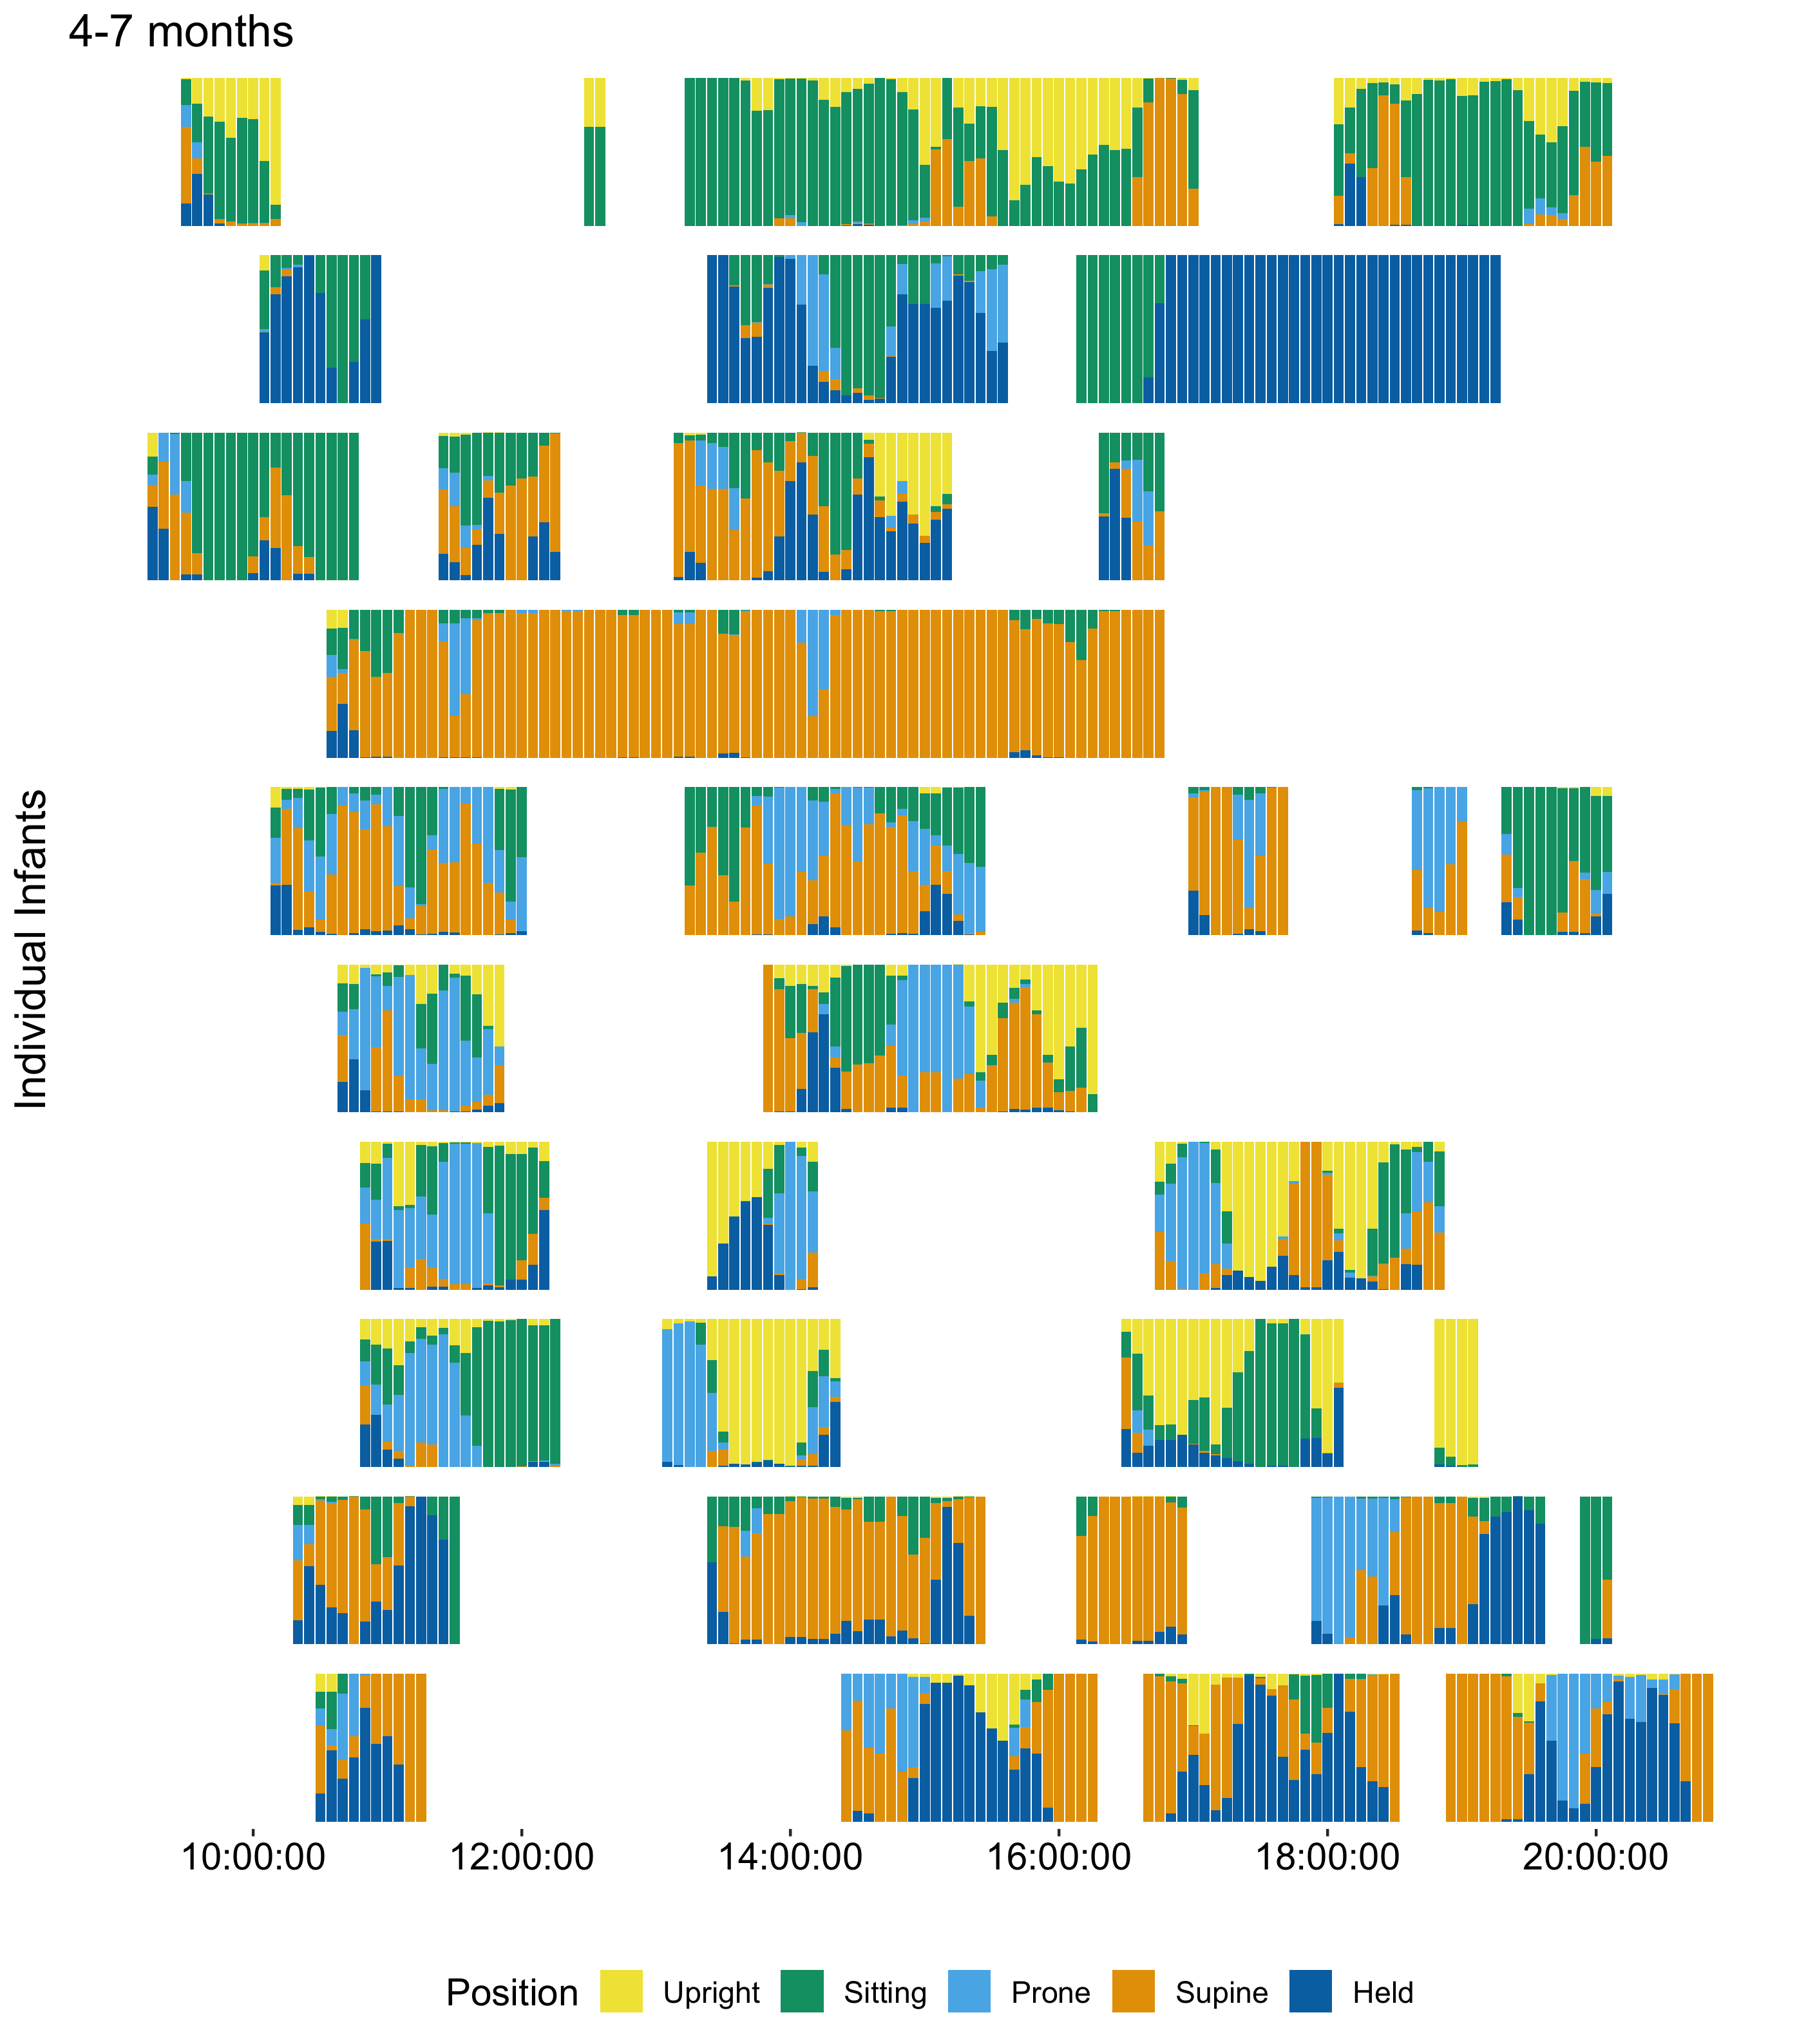 4-7 months
Individual Infants
10:00:00 12:00:00 14:00:00 16:00:00 18:00:00 20:00:00
Position Upright Sitting Prone Supine Held